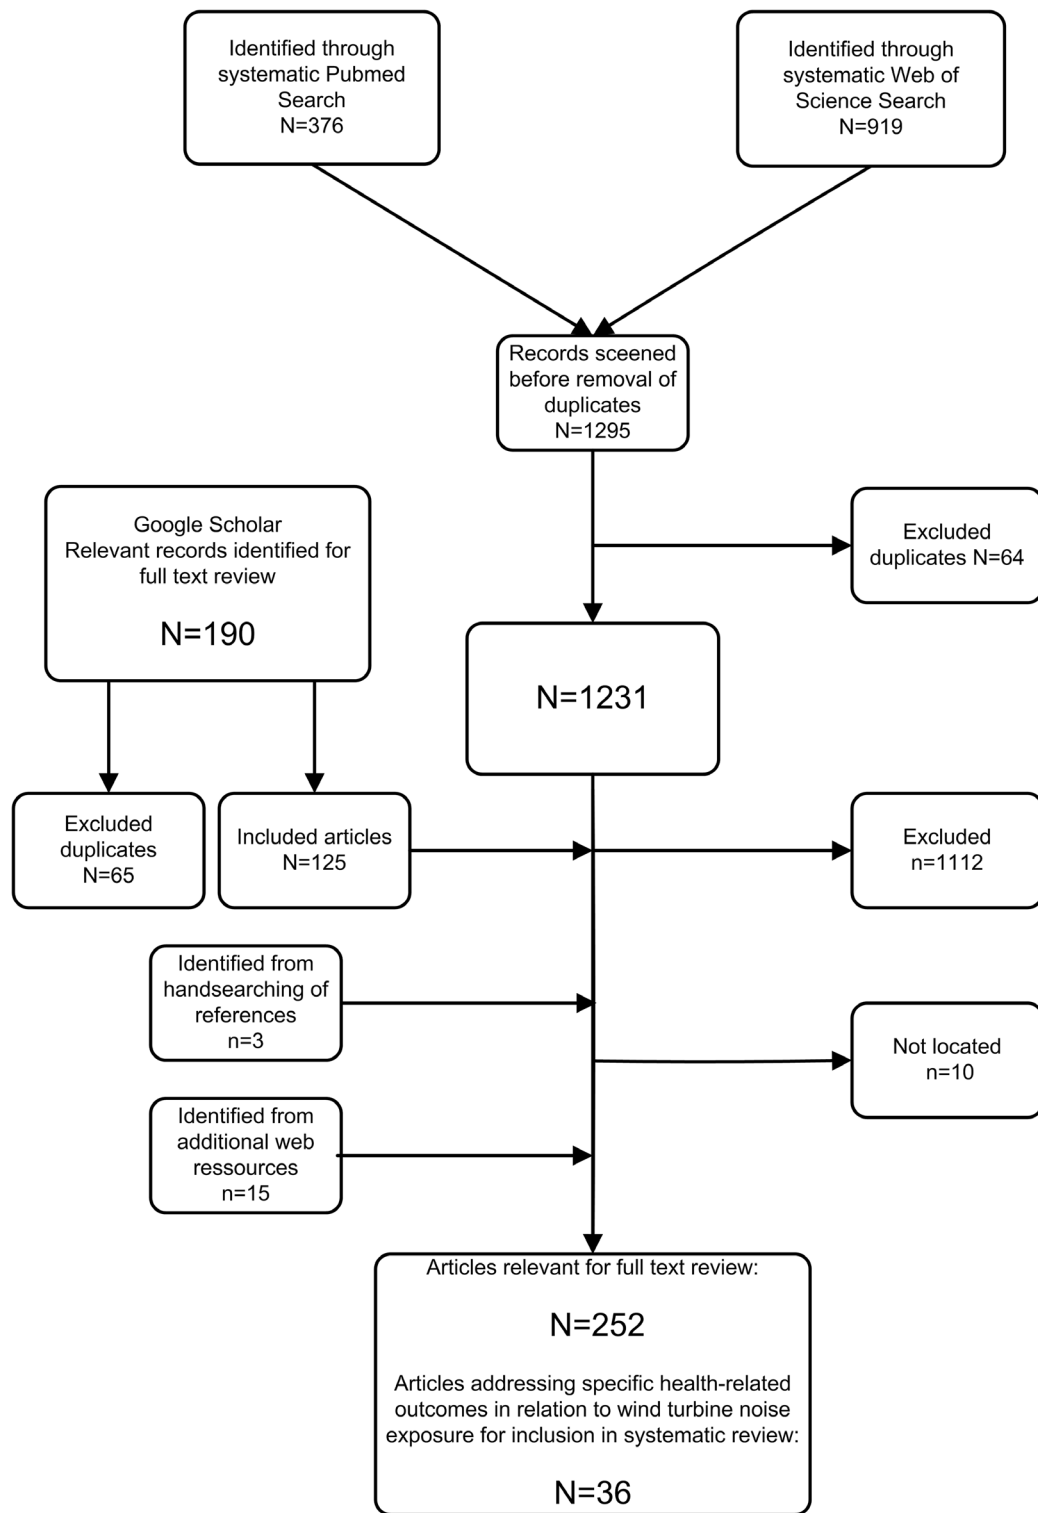 Identified through
systematic Pubmed
Search
N=376
Identified through
systematic Web of
Science Search
N=919
Records sceened
before removal of
duplicates
N=1295
Google Scholar
Relevant records identified for
full text review
N=190
Excluded
duplicates N=64
N=1231
Excluded
duplicates
N=65
Included articles
N=125
Excluded
n=1112
Identified from
handsearching of
references
n=3
Not located
n=10
Identified from
additional web
ressources
n=15
Articles relevant for full text review:
N=252
Articles addressing specific health-related
outcomes in relation to wind turbine noise
exposure for inclusion in systematic review:
N=36